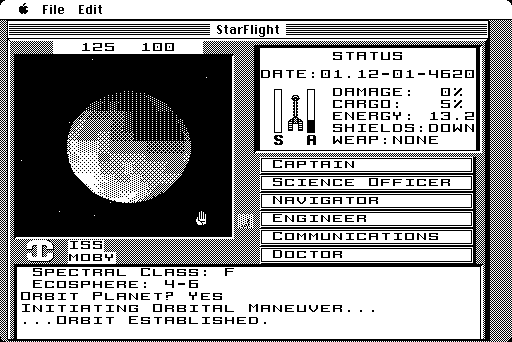 File Edit
StarFlight
125 100
STATUS
DATE:01.12-01-4620
DAMAGE: 0%
CARGO: 5%
ENERGY: 13.2
SHIELDS:DOWN
WEAP:NONE
S A
CAPTAIN
SCIENCE OFFICER
NAVIGATOR
ENGINEER
COMMUNICATIONS
DOCTOR
ISS
MOBY
SPECTRAL CLASS: F
ECOSPHERE: 4-6
ORBIT PLANET? YES
INITIATING ORBITAL MANEUVER...
...ORBIT ESTABLISHED.